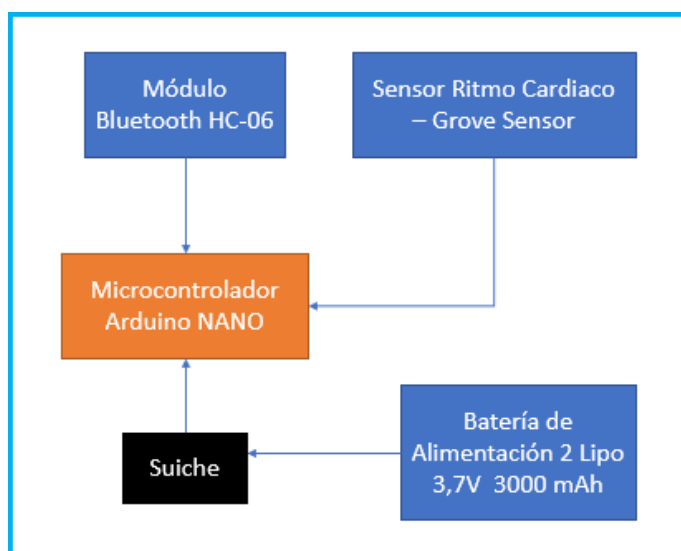 Módulo
Bluetooth HC-06
Sensor Ritmo Cardiaco
– Grove Sensor
Microcontrolador
Arduino NANO
Suiche
Batería de
Alimentación 2 Lipo
3,7V 3000 mAh